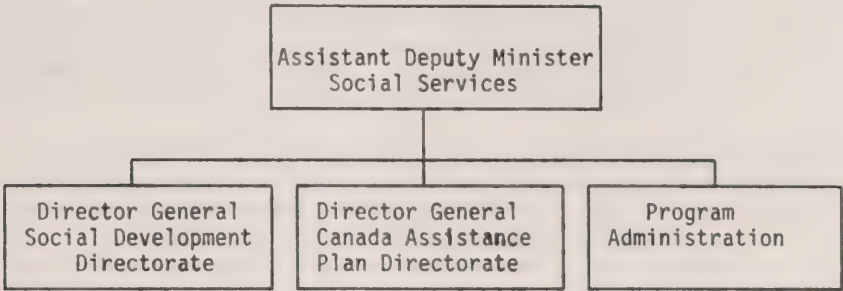 Assistant Deputy Minister
Social Services
Director General
Social Development
Directorate
Director General
Canada Assistance
Plan Directorate
Program
Administration